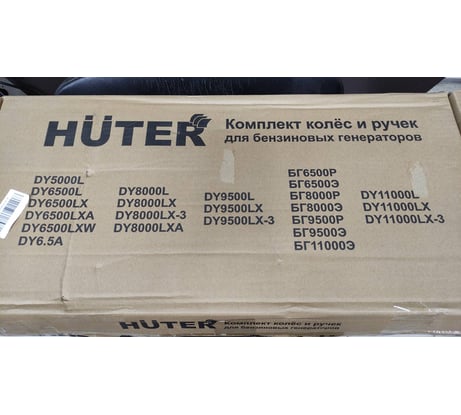 HÜTER
Комплект колёс и ручек
для бензиновых генераторов
DY5000L
DY6500L
DY6500LX
DY6500LXA
DY6500LXW
DY6.5A
DY8000L
DY8000LX
DY8000LX-3
DY8000LXA
DY9500L
DY9500LX
DY9500LX-3
БГ6500Р
БГ6500Э
БГ8000Р
БГ8000Э
БГ9500Р
БГ9500Э
БГ11000Э
DY11000L
DY11000LX
DY11000LX-3
HÜTER
Комплект колёс и ручек
для бензиновых генераторов